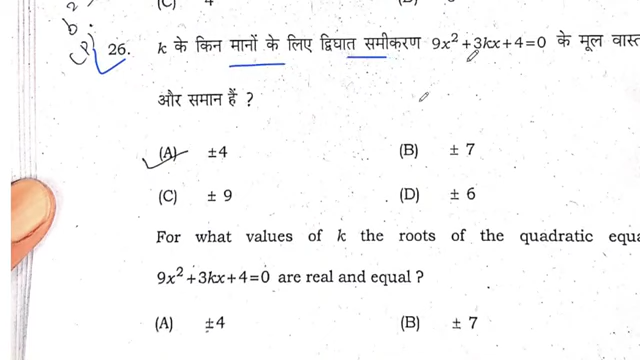 (C) 4
26. k के किन मानों के लिए द्विघात समीकरण 9x² + 3kx + 4 = 0 के मूल
और समान हैं ?
(A) ±4 (B) ± 7
(C) ± 9 (D) ± 6
For what values of k the roots of the quadratic
9x² + 3kx + 4 = 0 are real and equal ?
(A) ±4 (B) ± 7